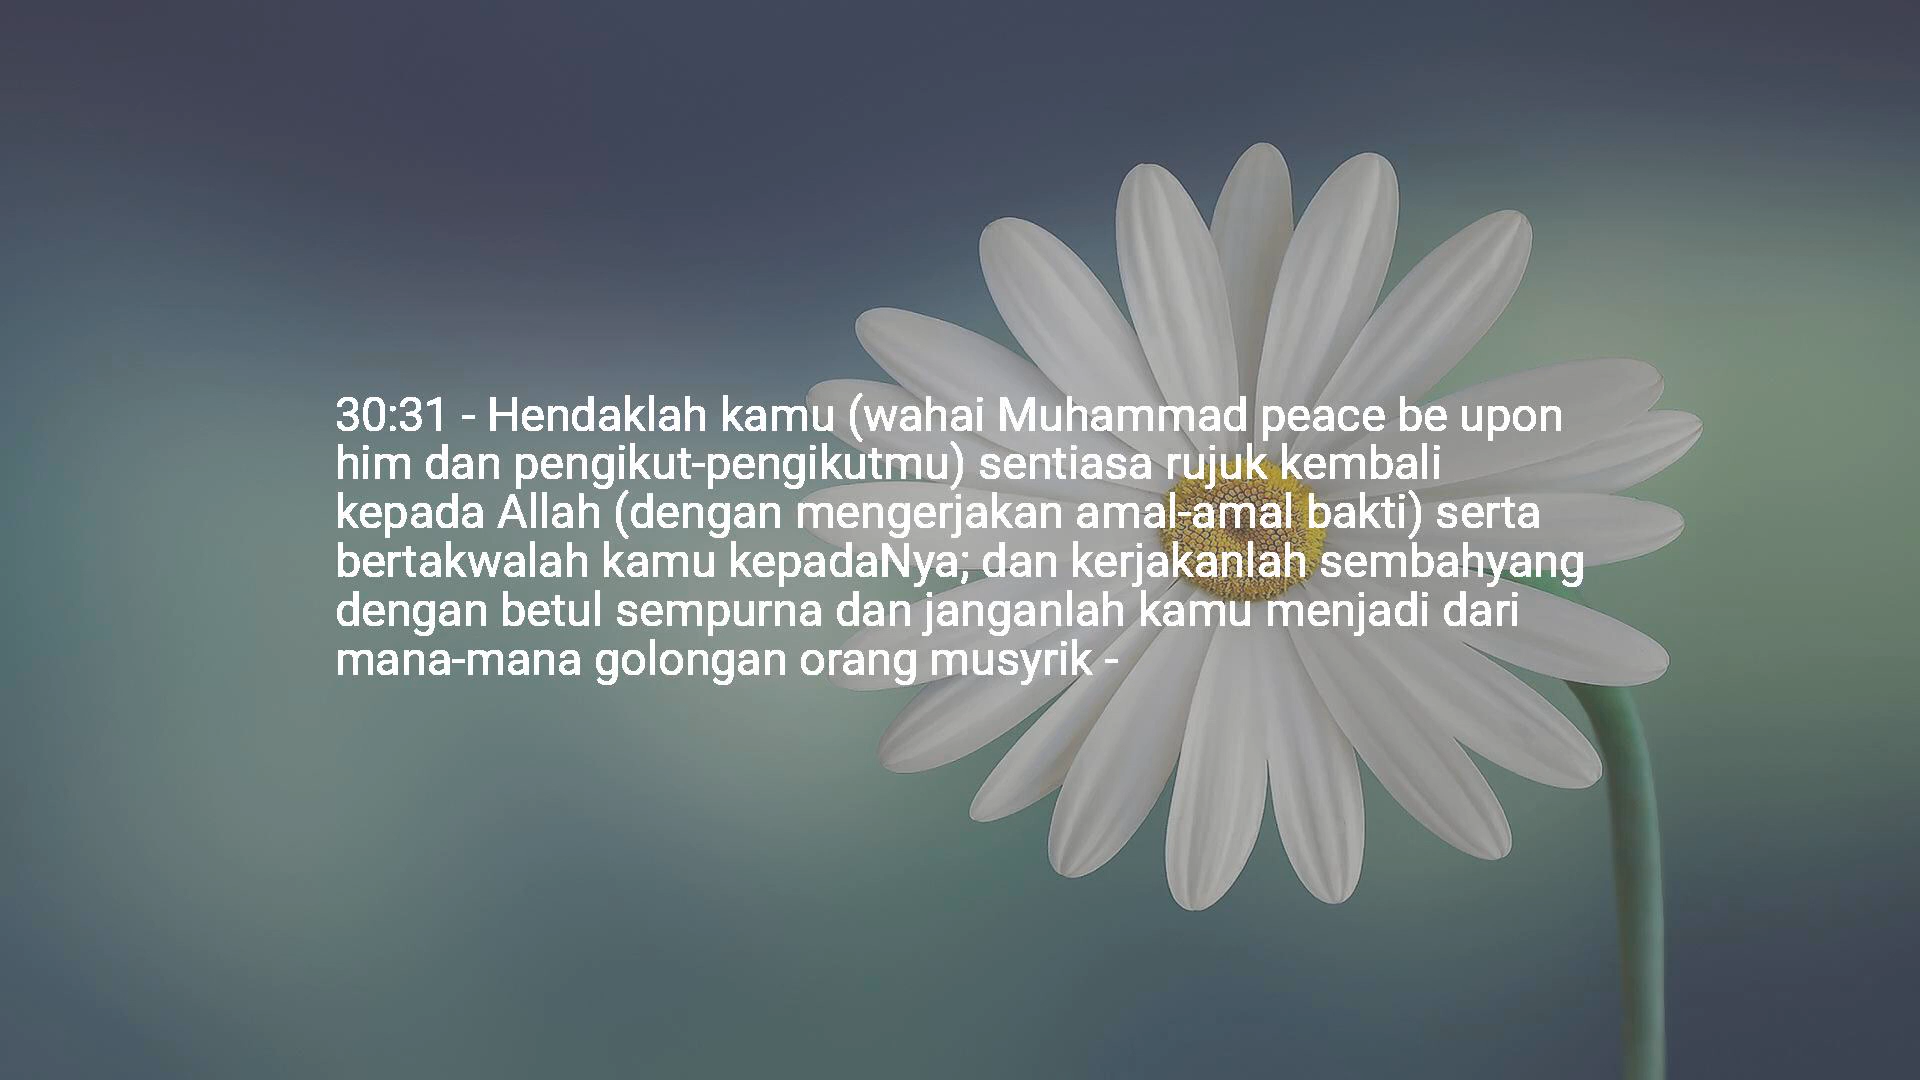 30:31 - Hendaklah kamu (wahai Muhammad peace be upon
him dan pengikut-pengikutmu) sentiasa rujuk kembali
kepada Allah (dengan mengerjakan amal-amal bakti) serta
bertakwalah kamu kepadaNya; dan kerjakanlah sembahyang
dengan betul sempurna dan janganlah kamu menjadi dari
mana-mana golongan orang musyrik -